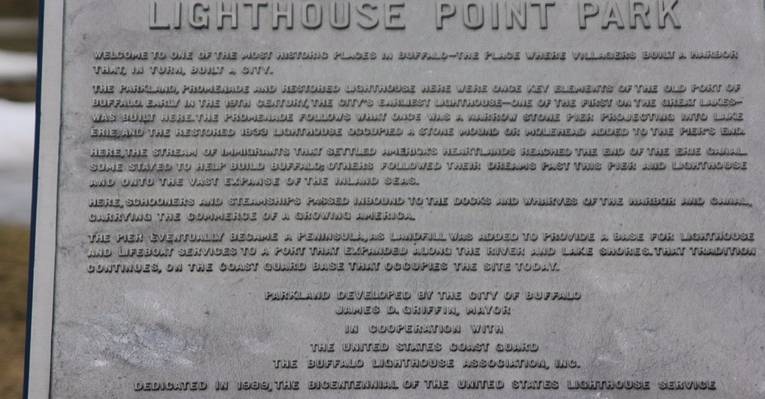 LIGHTHOUSE POINT PARK
WELCOME TO ONE OF THE MOST HISTORIC PLACES IN BUFFALO—THE PLACE WHERE VILLAGERS BUILT A HARBOR
THAT, IN TURN, BUILT A CITY.
THE PARKLAND, PROMENADE AND RESTORED LIGHTHOUSE HERE WERE ONCE KEY ELEMENTS OF THE OLD PORT OF
BUFFALO. EARLY IN THE 19TH CENTURY, THE CITY'S EARLIEST LIGHTHOUSE—ONE OF THE FIRST ON THE GREAT LAKES—
WAS BUILT HERE. THE PROMENADE FOLLOWS WHAT ONCE WAS A NARROW STONE PIER PROJECTING INTO LAKE
ERIE, AND THE RESTORED 1833 LIGHTHOUSE OCCUPIED A STONE MOUND OR MOLEHEAD ADDED TO THE PIER'S END.
HERE, THE STREAM OF IMMIGRANTS THAT SETTLED AMERICA'S HEARTLANDS REACHED THE END OF THE ERIE CANAL.
SOME STAYED TO HELP BUILD BUFFALO; OTHERS FOLLOWED THEIR DREAMS PAST THIS PIER AND LIGHTHOUSE
AND ONTO THE VAST EXPANSE OF THE INLAND SEAS.
HERE, SCHOONERS AND STEAMSHIPS PASSED INBOUND TO THE DOCKS AND WHARVES OF THE HARBOR AND CANAL,
CARRYING THE COMMERCE OF A GROWING AMERICA.
THE PIER EVENTUALLY BECAME A PENINSULA, AS LANDFILL WAS ADDED TO PROVIDE A BASE FOR LIGHTHOUSE
AND LIFEBOAT SERVICES TO A PORT THAT EXPANDED ALONG THE RIVER AND LAKE SHORES. THAT TRADITION
CONTINUES, ON THE COAST GUARD BASE THAT OCCUPIES THE SITE TODAY.
PARKLAND DEVELOPED BY THE CITY OF BUFFALO
JAMES D. GRIFFIN, MAYOR
IN COOPERATION WITH
THE UNITED STATES COAST GUARD
THE BUFFALO LIGHTHOUSE ASSOCIATION, INC.
DEDICATED IN 1989, THE BICENTENNIAL OF THE UNITED STATES LIGHTHOUSE SERVICE